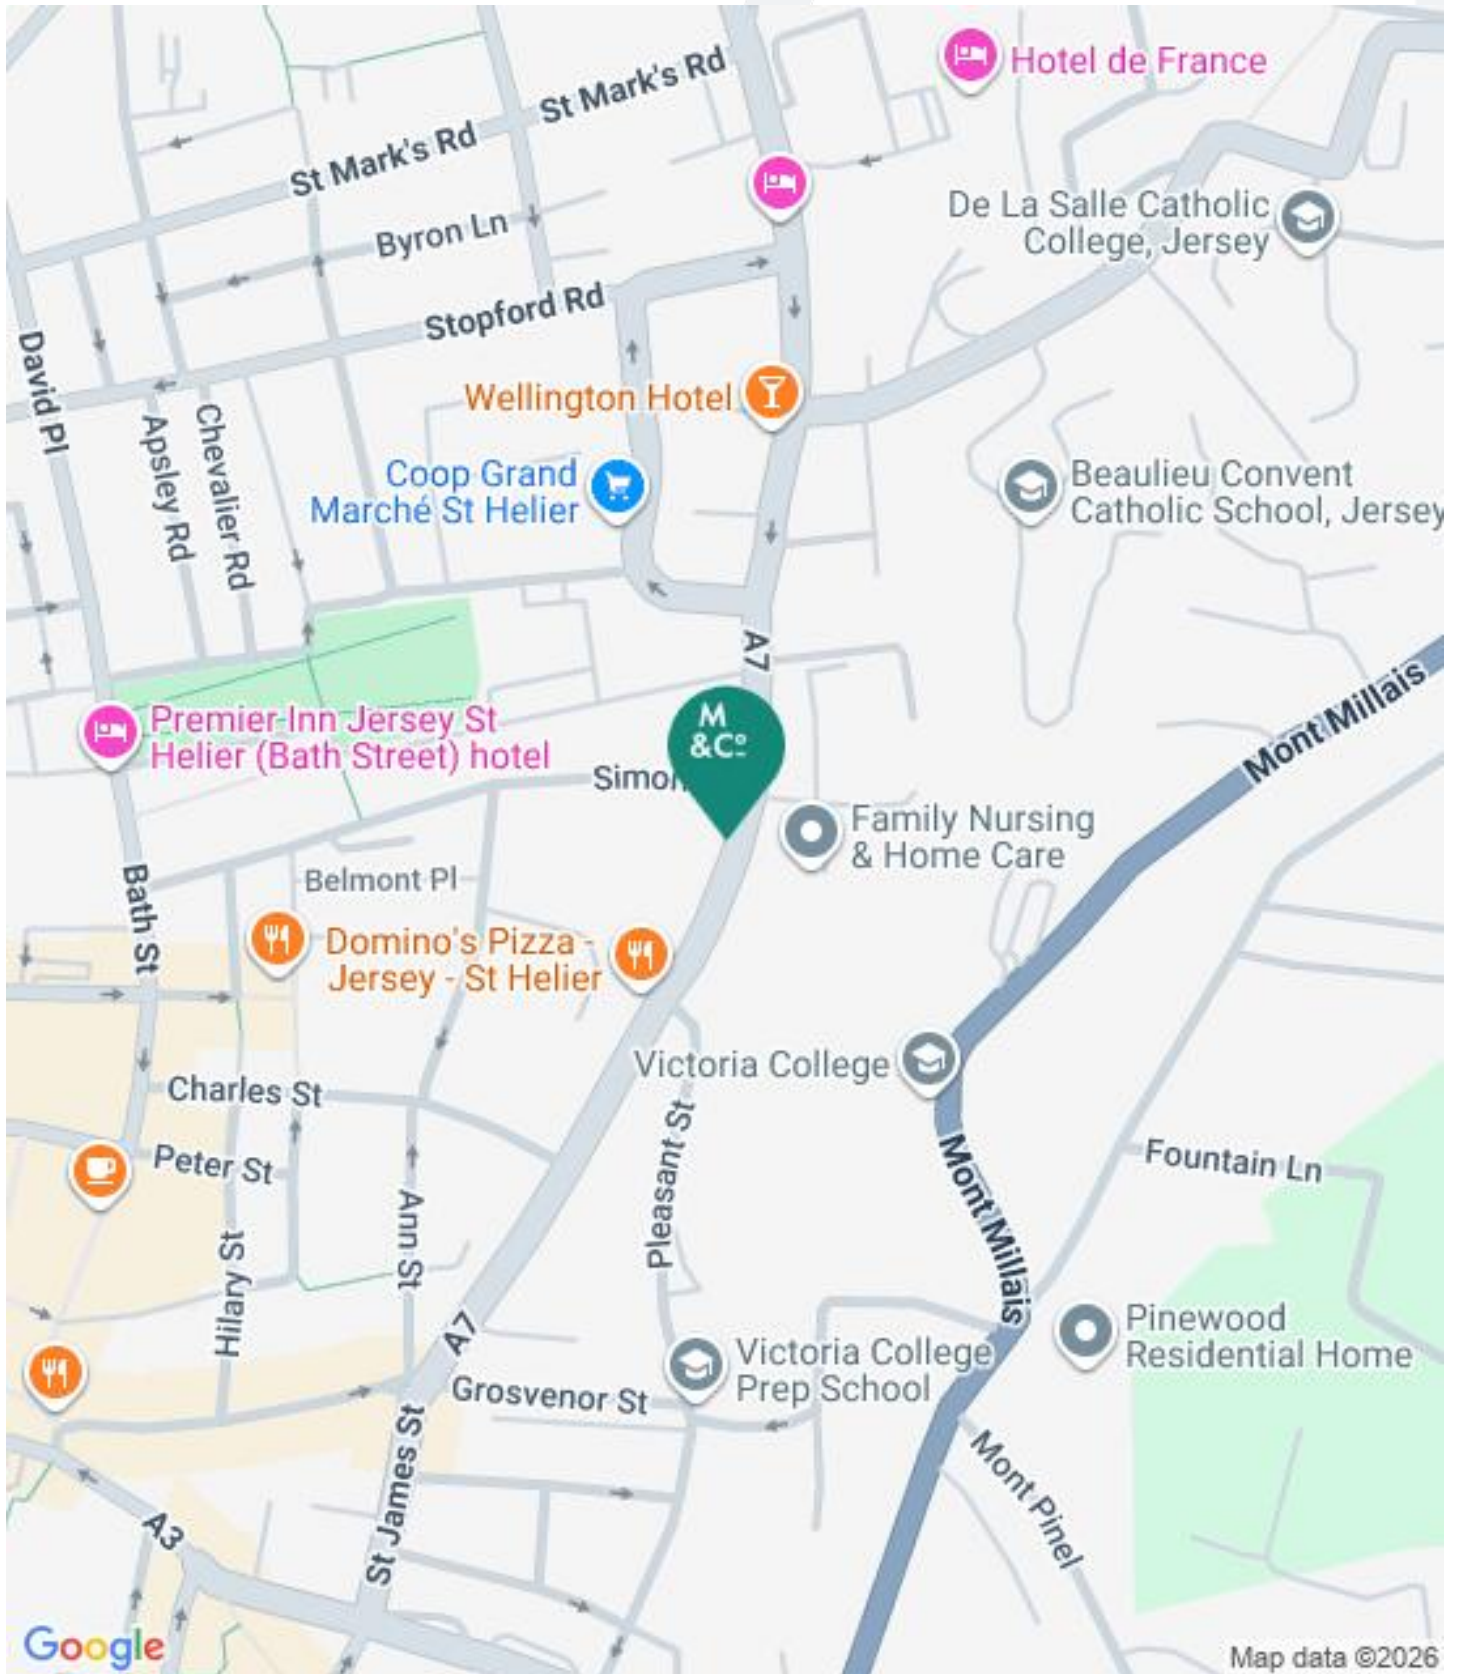 St Mark's Rd
Hotel de France
St Mark's Rd
De La Salle Catholic
College, Jersey
Byron Ln
Stopford Rd
David Pl
Wellington Hotel
Apsley Rd
Chevalier Rd
Coop Grand
Marché St Helier
Beaulieu Convent
Catholic School, Jersey
A7
M
&Cº
Mont Millais
Premier Inn Jersey St
Helier (Bath Street) hotel
Simon
Family Nursing
& Home Care
Belmont Pl
Bath St
Domino's Pizza -
Jersey - St Helier
Victoria College
Charles St
Pleasant St
Peter St
Mont Millais
Fountain Ln
Ann St
Hilary St
A7
Pinewood
Residential Home
Victoria College
Prep School
Grosvenor St
St James St
Mont Pinel
A3
Google
Map data ©2026